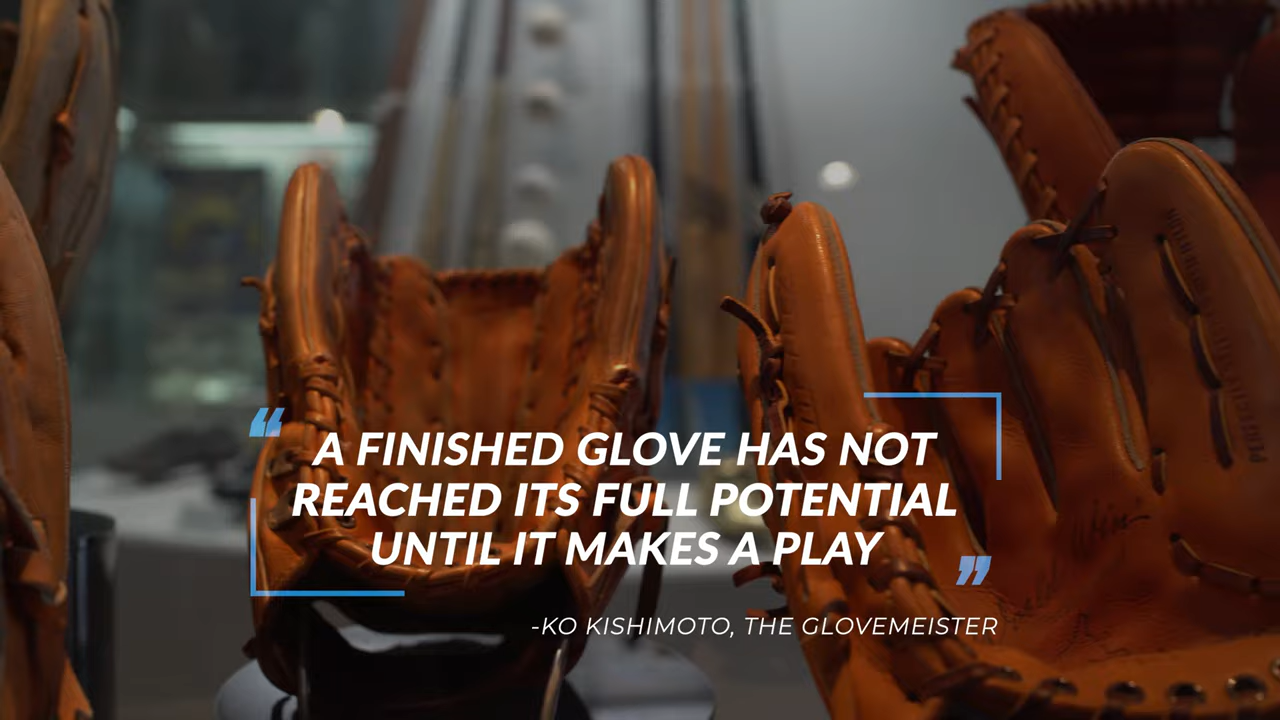 “A FINISHED GLOVE HAS NOT
REACHED ITS FULL POTENTIAL
UNTIL IT MAKES A PLAY”
-KO KISHIMOTO, THE GLOVEMEISTER